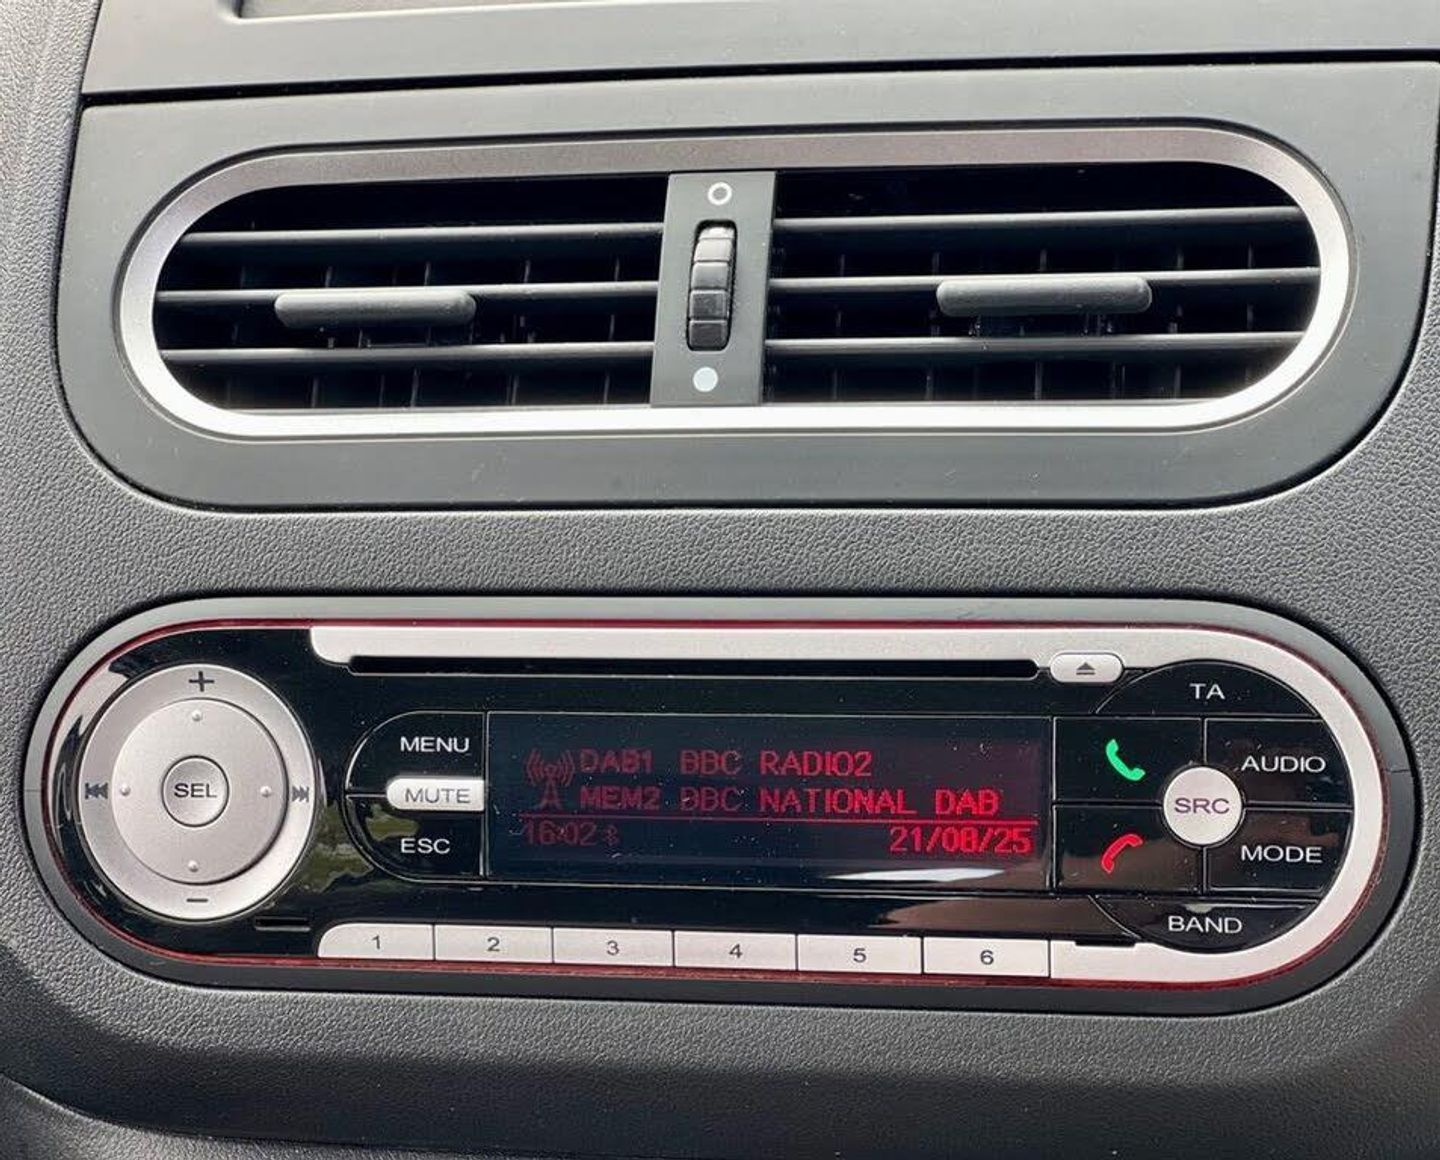 TA
MENU
MUTE
ESC
SEL
+
−
DAB1 BBC RADIO2
MEM2 BBC NATIONAL DAB
16:02 21/08/25
AUDIO
SRC
MODE
BAND
1 2 3 4 5 6